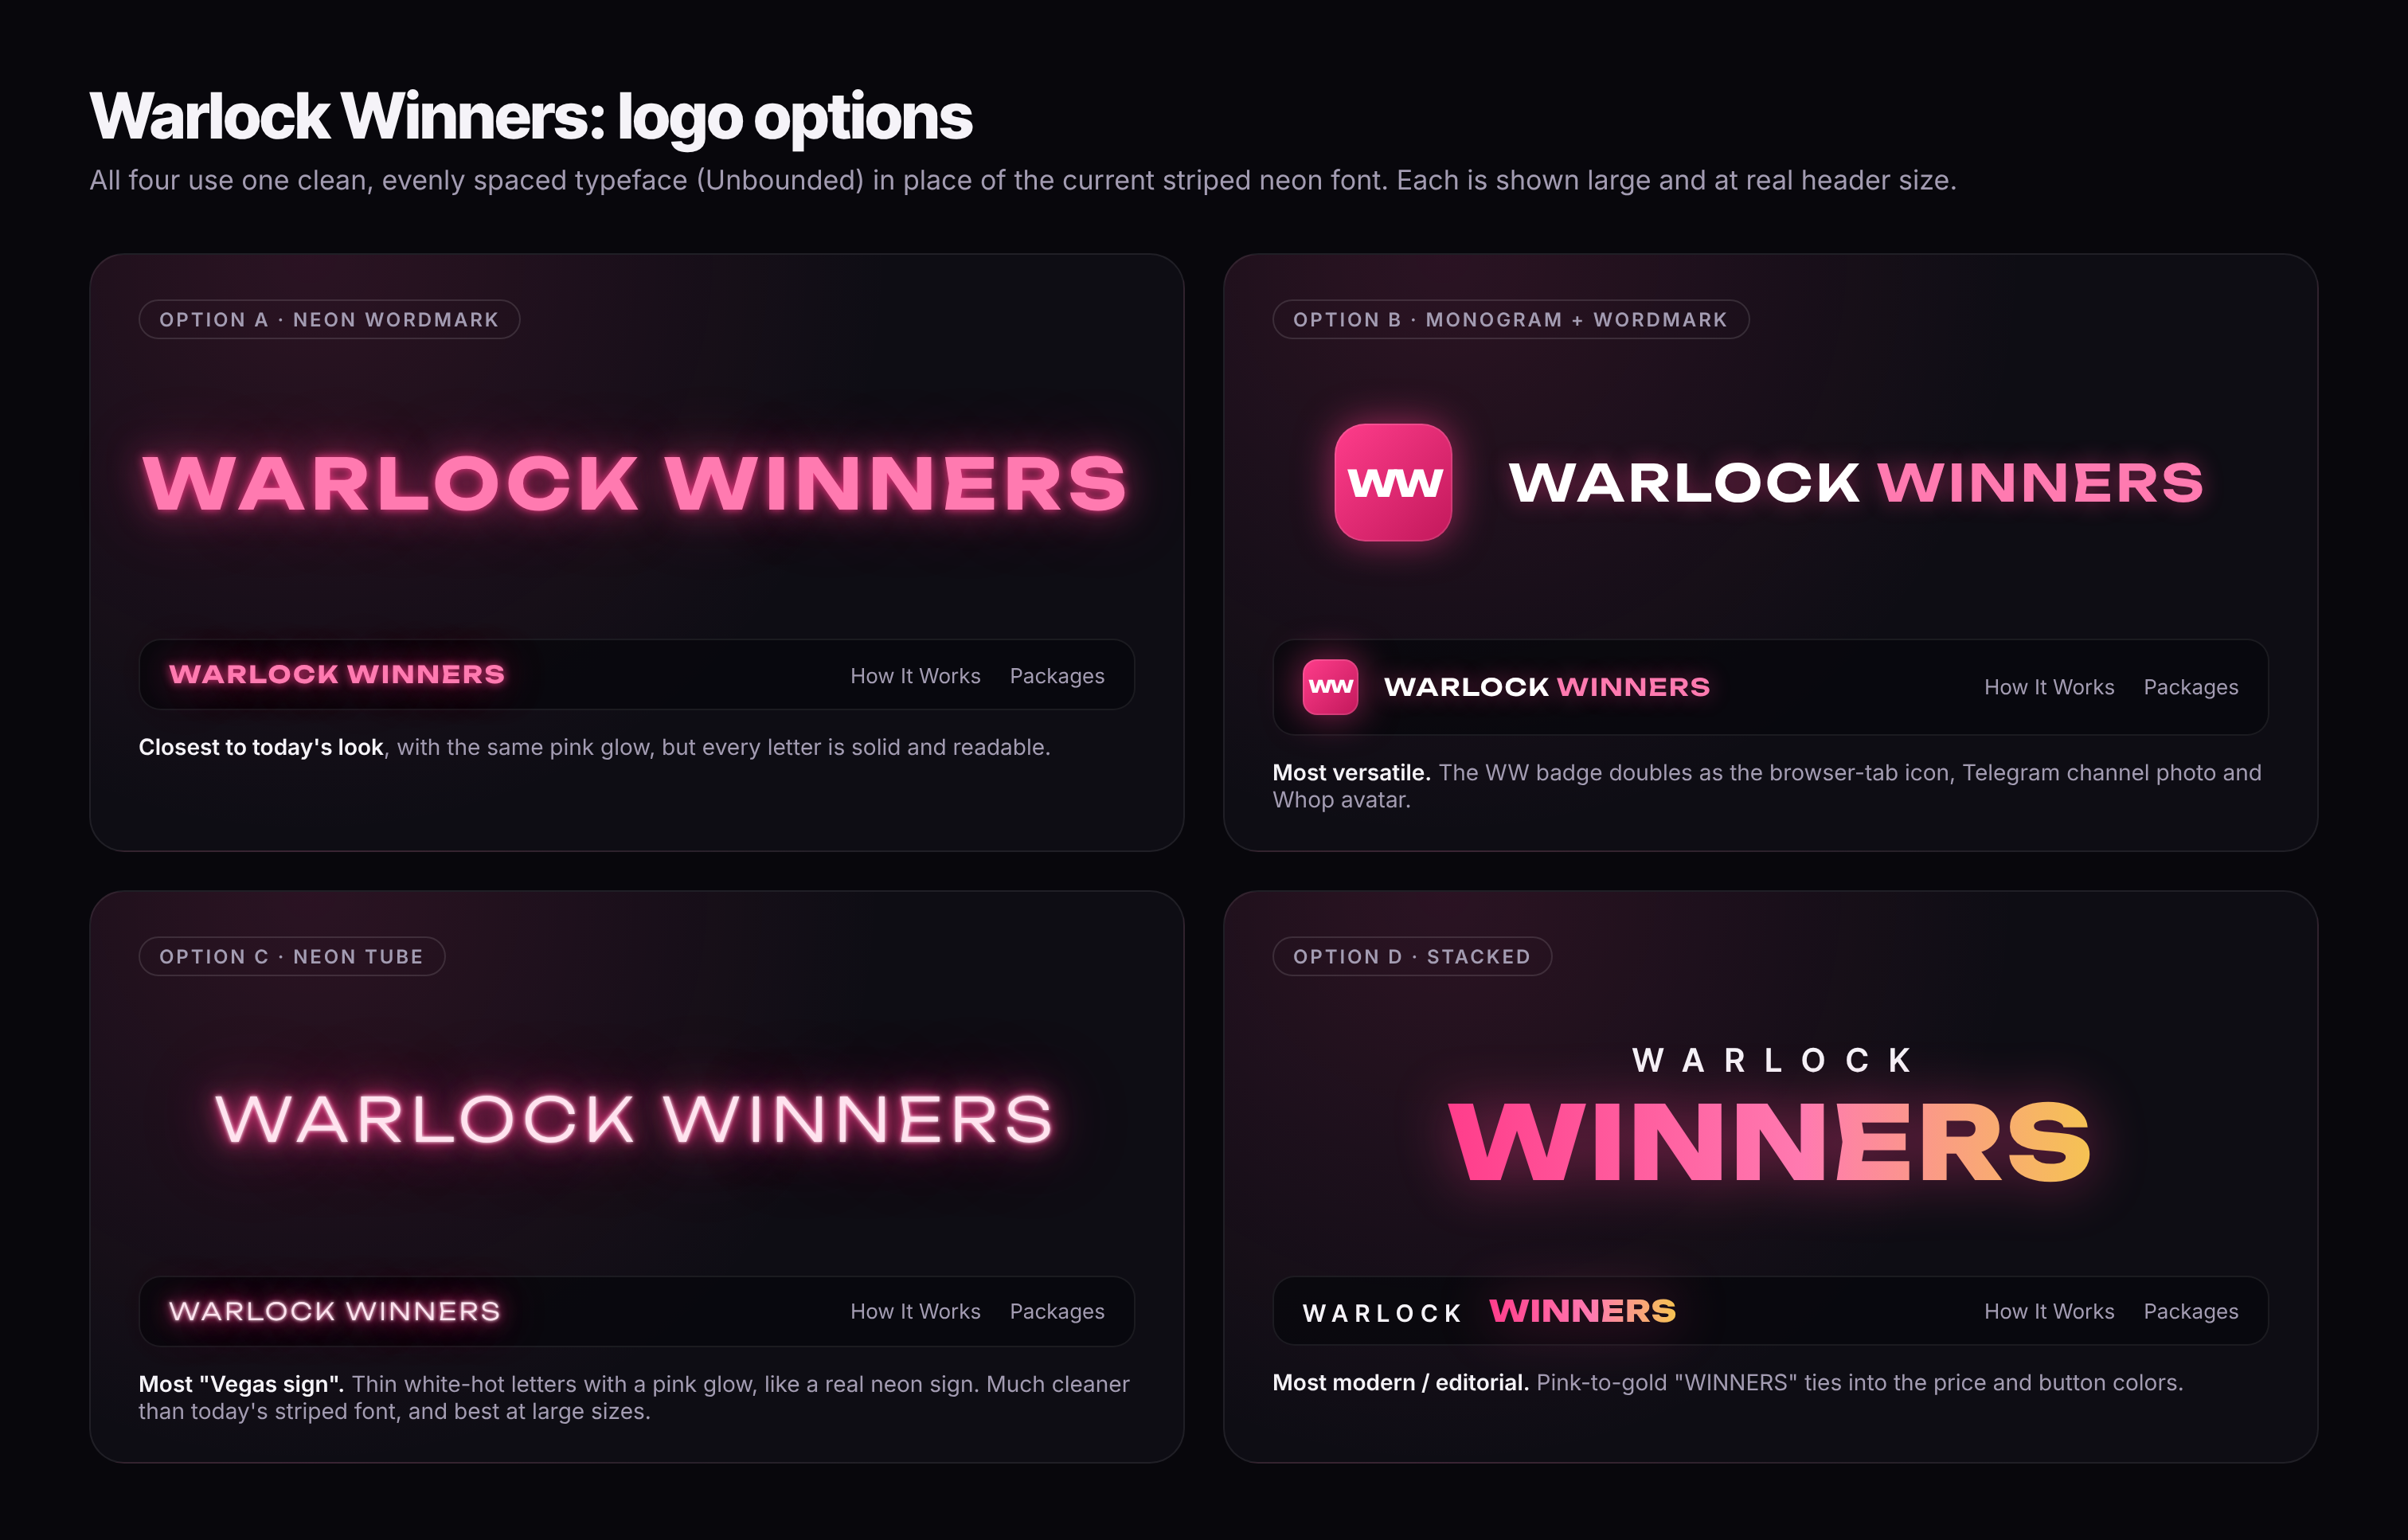 Warlock Winners: logo options
All four use one clean, evenly spaced typeface (Unbounded) in place of the current striped neon font. Each is shown large and at real header size.
OPTION A · NEON WORDMARK
WARLOCK WINNERS
WARLOCK WINNERS How It Works Packages
Closest to today's look, with the same pink glow, but every letter is solid and readable.
OPTION B · MONOGRAM + WORDMARK
WW WARLOCK WINNERS
WW WARLOCK WINNERS How It Works Packages
Most versatile. The WW badge doubles as the browser-tab icon, Telegram channel photo and
Whop avatar.
OPTION C · NEON TUBE
WARLOCK WINNERS
WARLOCK WINNERS How It Works Packages
Most "Vegas sign". Thin white-hot letters with a pink glow, like a real neon sign. Much cleaner
than today's striped font, and best at large sizes.
OPTION D · STACKED
WARLOCK
WINNERS
WARLOCK WINNERS How It Works Packages
Most modern / editorial. Pink-to-gold "WINNERS" ties into the price and button colors.